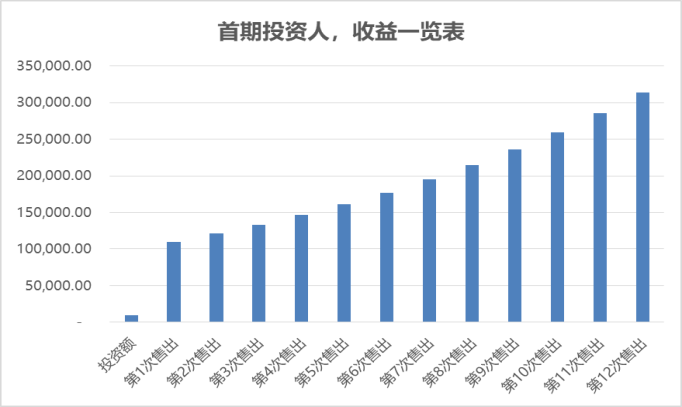 首期投资人，收益一览表
350,000.00
300,000.00
250,000.00
200,000.00
150,000.00
100,000.00
50,000.00
-
投资额
第1次售出
第2次售出
第3次售出
第4次售出
第5次售出
第6次售出
第7次售出
第8次售出
第9次售出
第10次售出
第11次售出
第12次售出